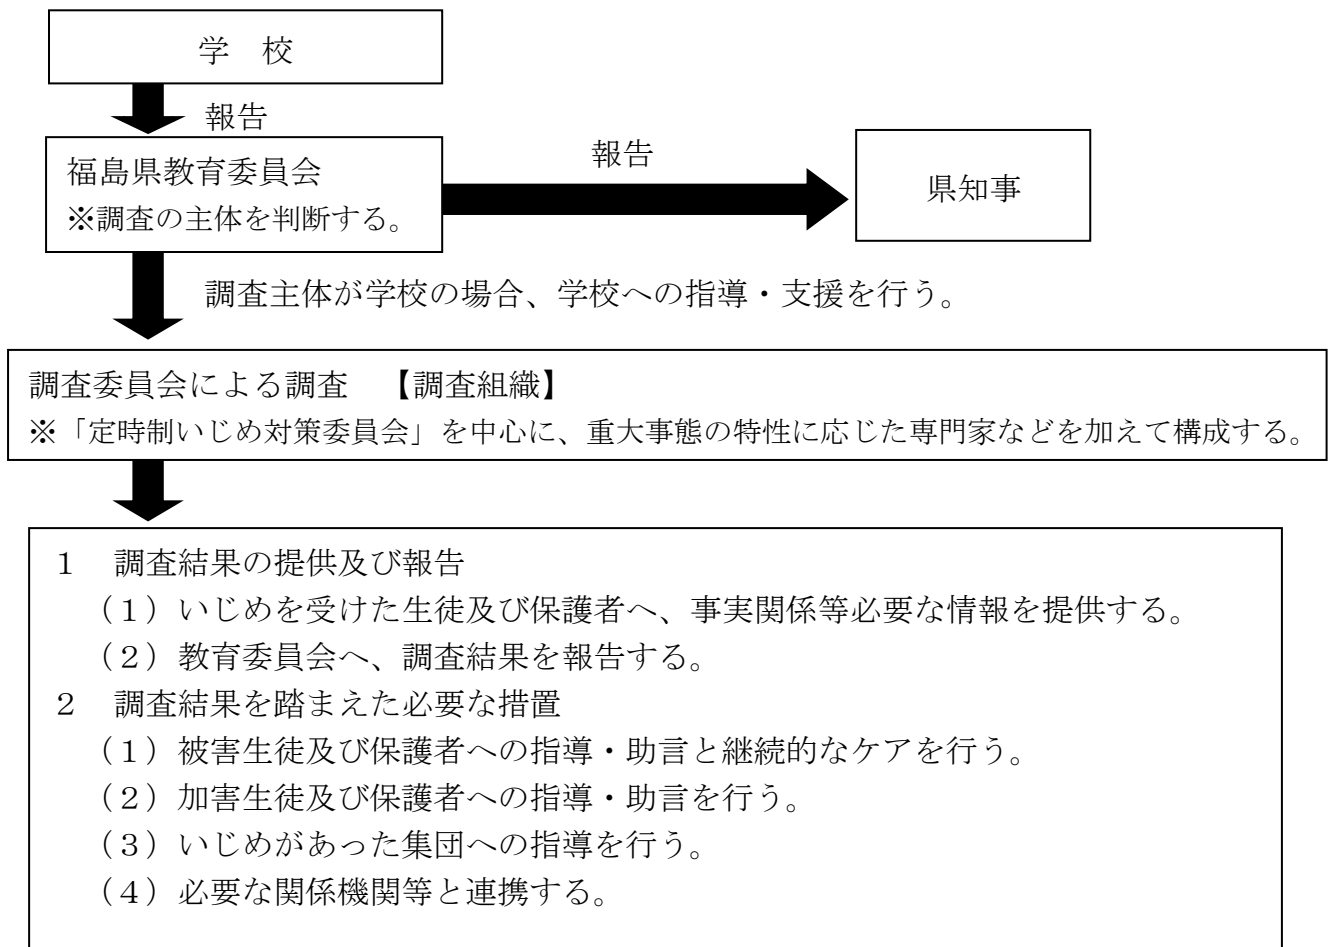 学　校
報告
福島県教育委員会
※調査の主体を判断する。
報告
県知事
調査主体が学校の場合、学校への指導・支援を行う。
調査委員会による調査　【調査組織】
※「定時制いじめ対策委員会」を中心に、重大事態の特性に応じた専門家などを加えて構成する。
１　調査結果の提供及び報告
（１）いじめを受けた生徒及び保護者へ、事実関係等必要な情報を提供する。
（２）教育委員会へ、調査結果を報告する。
２　調査結果を踏まえた必要な措置
（１）被害生徒及び保護者への指導・助言と継続的なケアを行う。
（２）加害生徒及び保護者への指導・助言を行う。
（３）いじめがあった集団への指導を行う。
（４）必要な関係機関等と連携する。